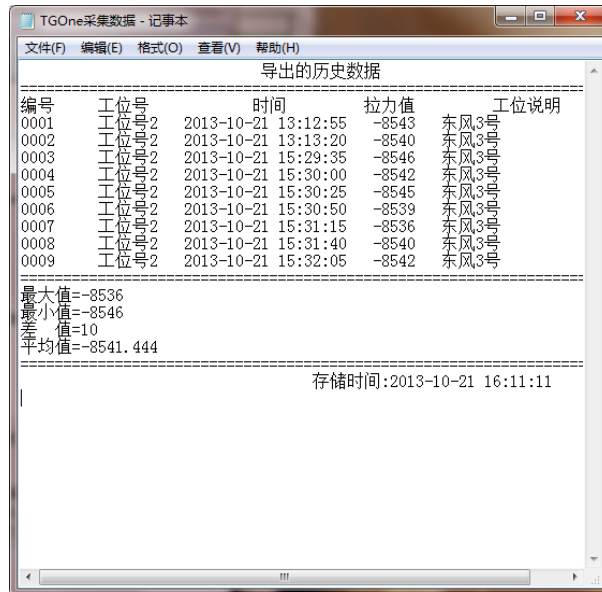 TGOne采集数据 - 记事本
文件(F) 编辑(E) 格式(O) 查看(V) 帮助(H)
导出的历史数据
================================================================
编号 工位号 时间 拉力值 工位说明
0001 工位号2 2013-10-21 13:12:55 -8543 东风3号
0002 工位号2 2013-10-21 13:13:20 -8540 东风3号
0003 工位号2 2013-10-21 15:29:35 -8546 东风3号
0004 工位号2 2013-10-21 15:30:00 -8542 东风3号
0005 工位号2 2013-10-21 15:30:25 -8545 东风3号
0006 工位号2 2013-10-21 15:30:50 -8539 东风3号
0007 工位号2 2013-10-21 15:31:15 -8536 东风3号
0008 工位号2 2013-10-21 15:31:40 -8540 东风3号
0009 工位号2 2013-10-21 15:32:05 -8542 东风3号
================================================================
最大值=-8536
最小值=-8546
差 值=10
平均值=-8541.444
================================================================
存储时间:2013-10-21 16:11:11